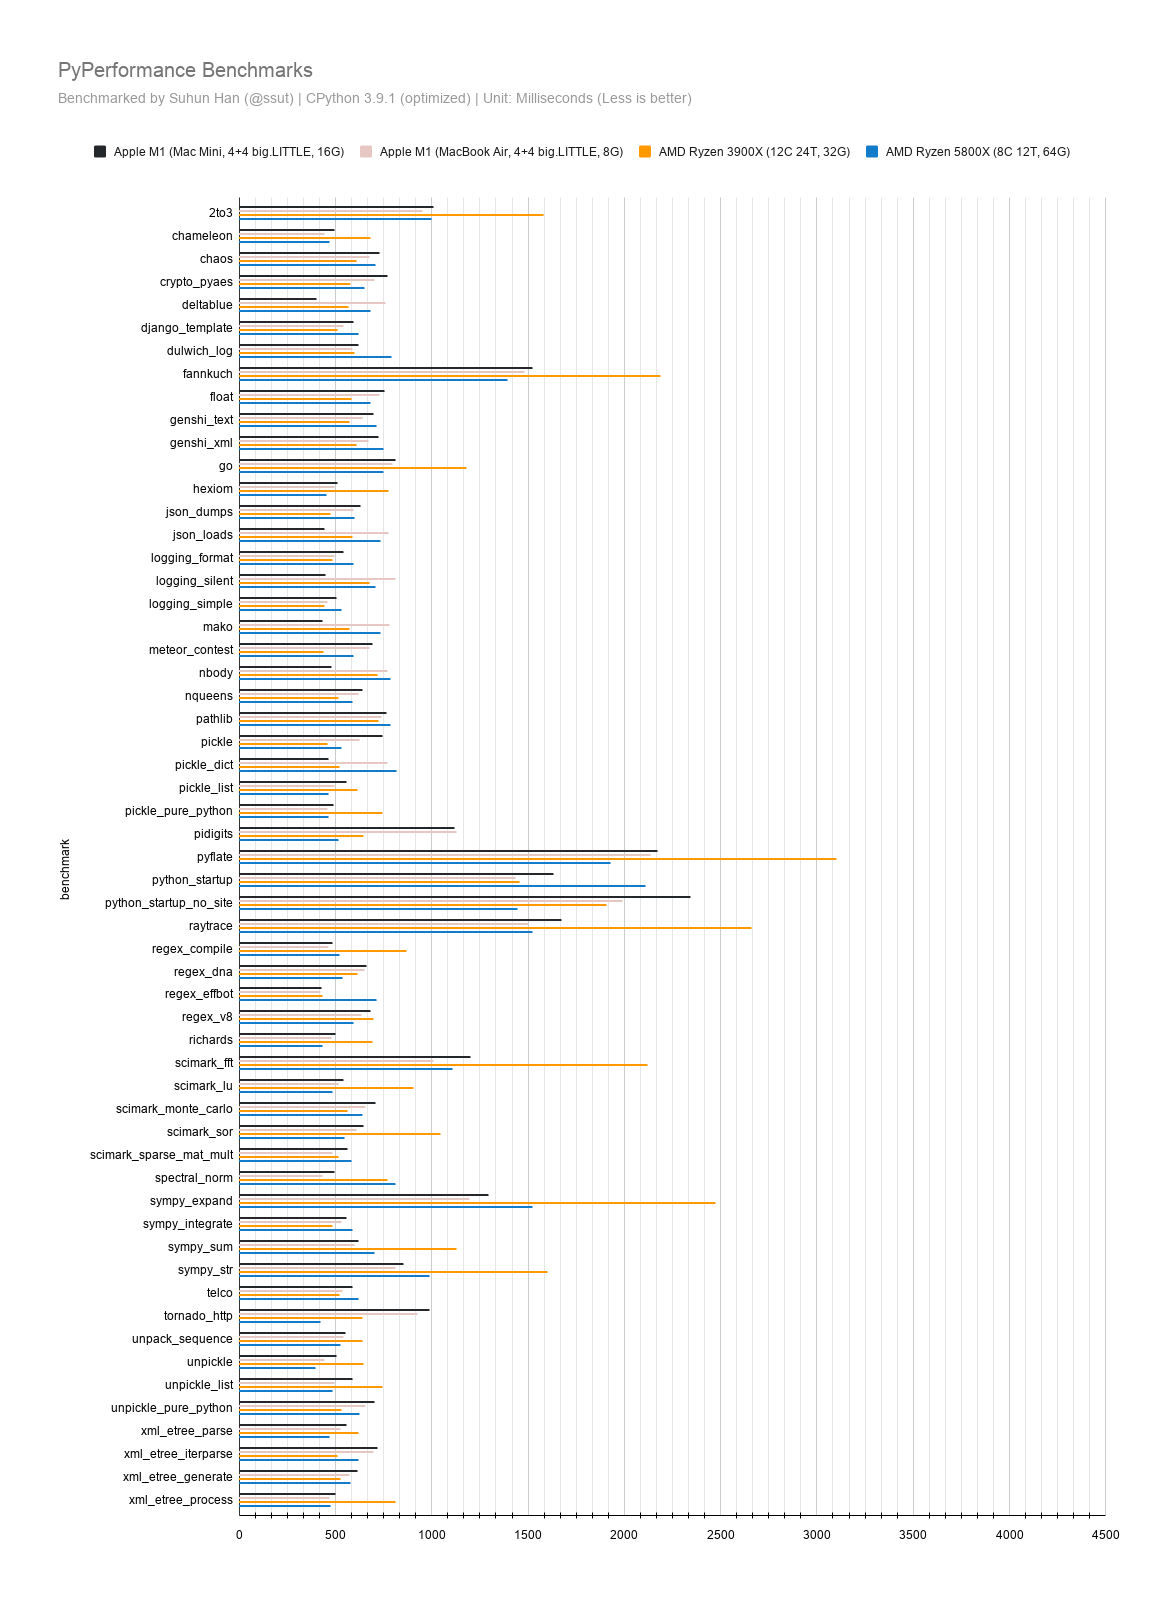 PyPerformance Benchmarks
Benchmarked by Suhun Han (@ssut) | CPython 3.9.1 (optimized) | Unit: Milliseconds (Less is better)
Apple M1 (Mac Mini, 4+4 big.LITTLE, 16G) Apple M1 (MacBook Air, 4+4 big.LITTLE, 8G) AMD Ryzen 3900X (12C 24T, 32G) AMD Ryzen 5800X (8C 12T, 64G)
benchmark
2to3
chameleon
chaos
crypto_pyaes
deltablue
django_template
dulwich_log
fannkuch
float
genshi_text
genshi_xml
go
hexiom
json_dumps
json_loads
logging_format
logging_silent
logging_simple
mako
meteor_contest
nbody
nqueens
pathlib
pickle
pickle_dict
pickle_list
pickle_pure_python
pidigits
pyflate
python_startup
python_startup_no_site
raytrace
regex_compile
regex_dna
regex_effbot
regex_v8
richards
scimark_fft
scimark_lu
scimark_monte_carlo
scimark_sor
scimark_sparse_mat_mult
spectral_norm
sympy_expand
sympy_integrate
sympy_sum
sympy_str
telco
tornado_http
unpack_sequence
unpickle
unpickle_list
unpickle_pure_python
xml_etree_parse
xml_etree_iterparse
xml_etree_generate
xml_etree_process
0 500 1000 1500 2000 2500 3000 3500 4000 4500